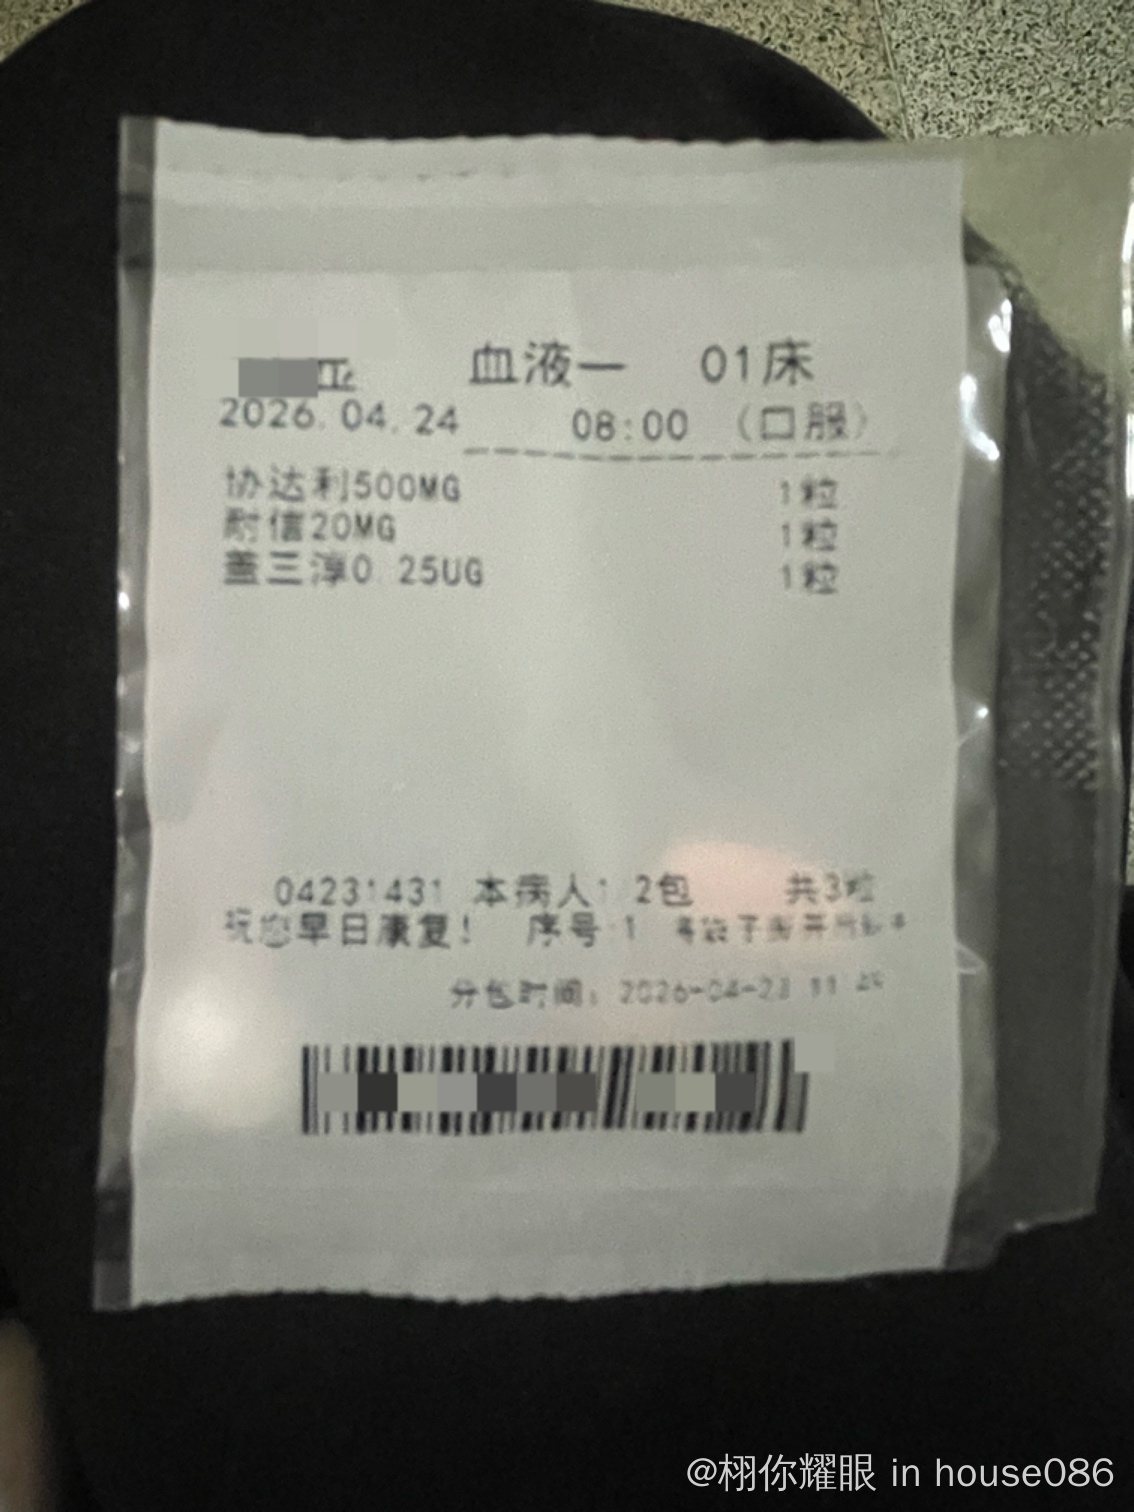 血液一 01床
2026.04.24 08:00 (口服)
协达利500MG 1粒
耐信20MG 1粒
盖三淳0.25UG 1粒
04231431 本病人: 2包 共3粒
祝您早日康复! 序号:1
分包时间: 2026-04-23 11
@栩你耀眼 in house086